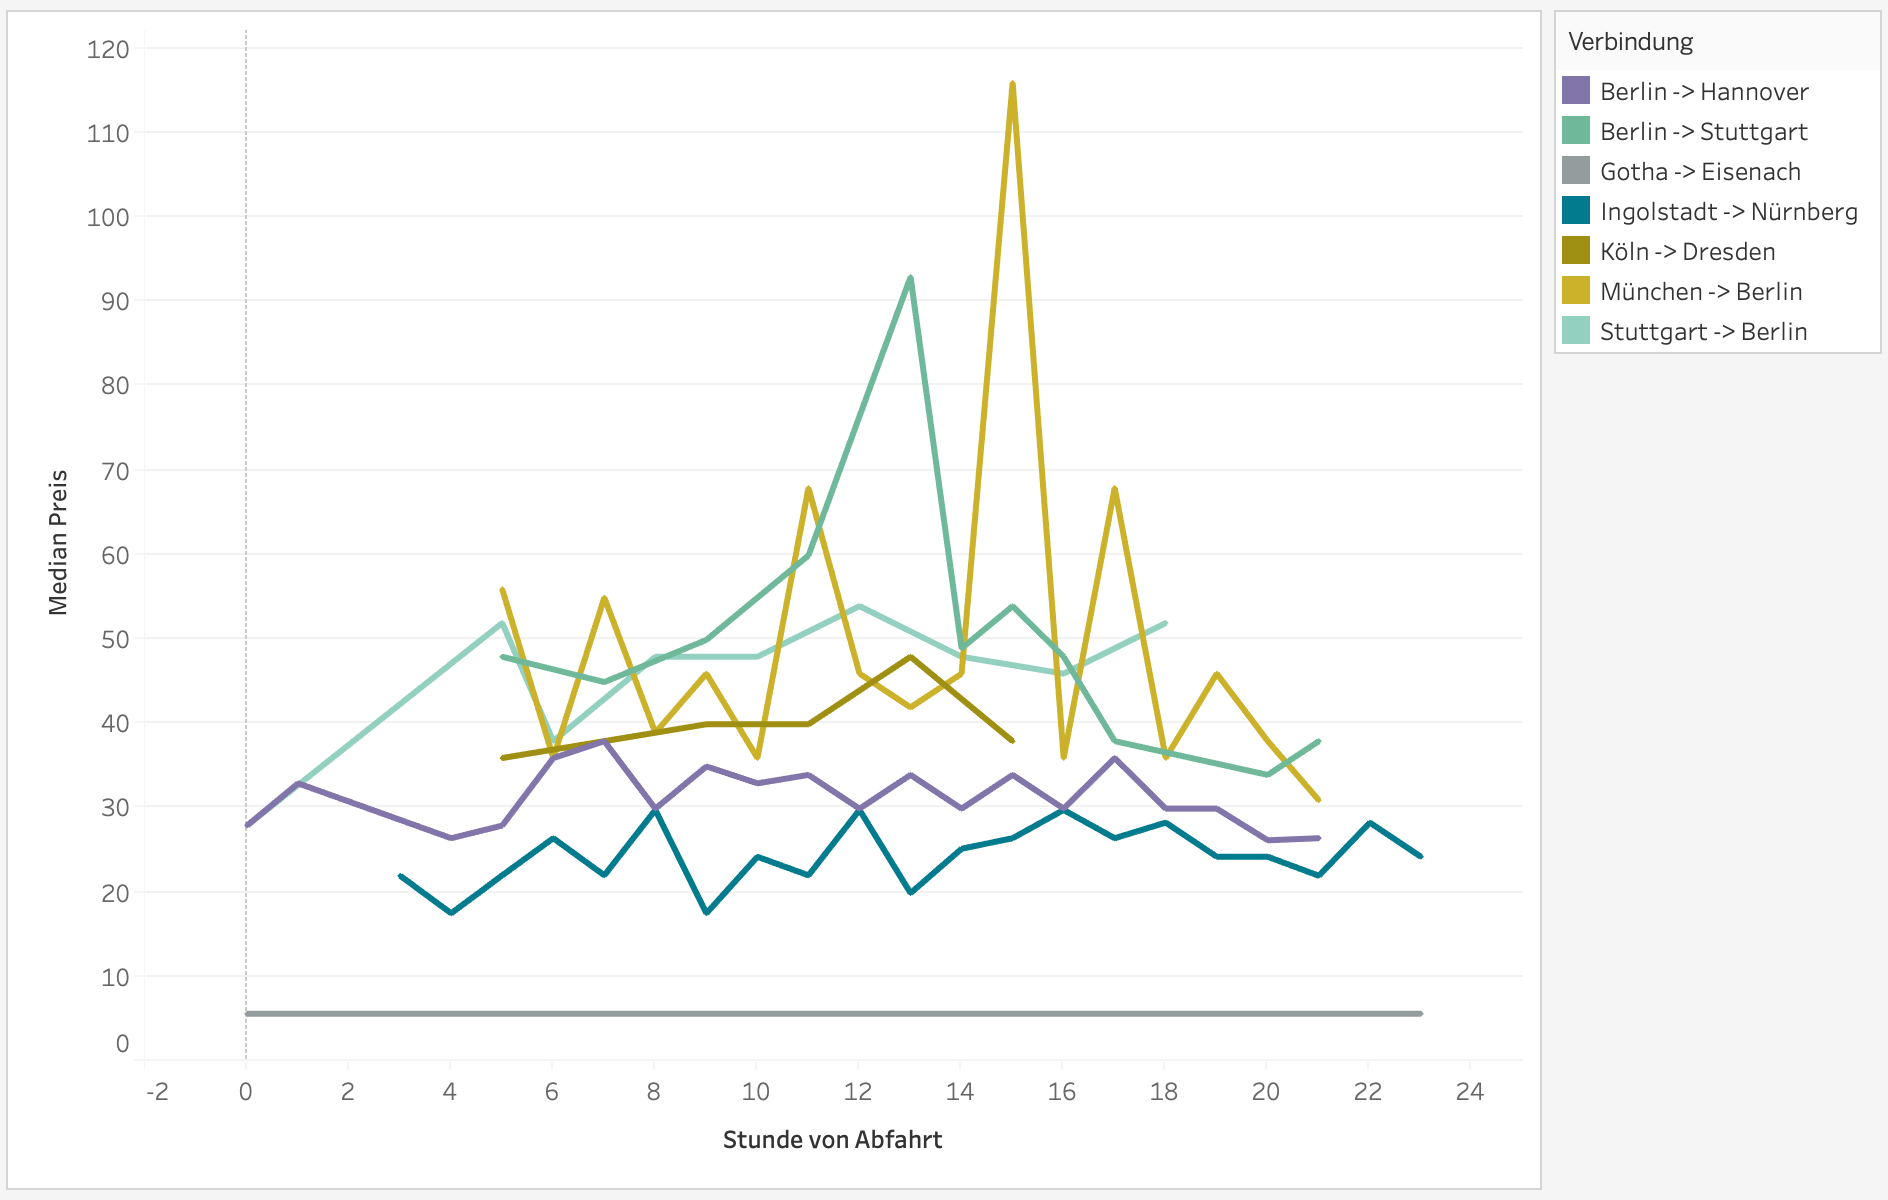 120
110
100
90
80
70
60
50
40
30
20
10
0
Median Preis
-2 0 2 4 6 8 10 12 14 16 18 20 22 24
Stunde von Abfahrt
Verbindung
Berlin -> Hannover
Berlin -> Stuttgart
Gotha -> Eisenach
Ingolstadt -> Nürnberg
Köln -> Dresden
München -> Berlin
Stuttgart -> Berlin